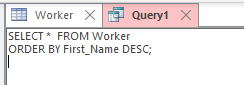 Worker Query1
SELECT * FROM Worker
ORDER BY First_Name DESC;